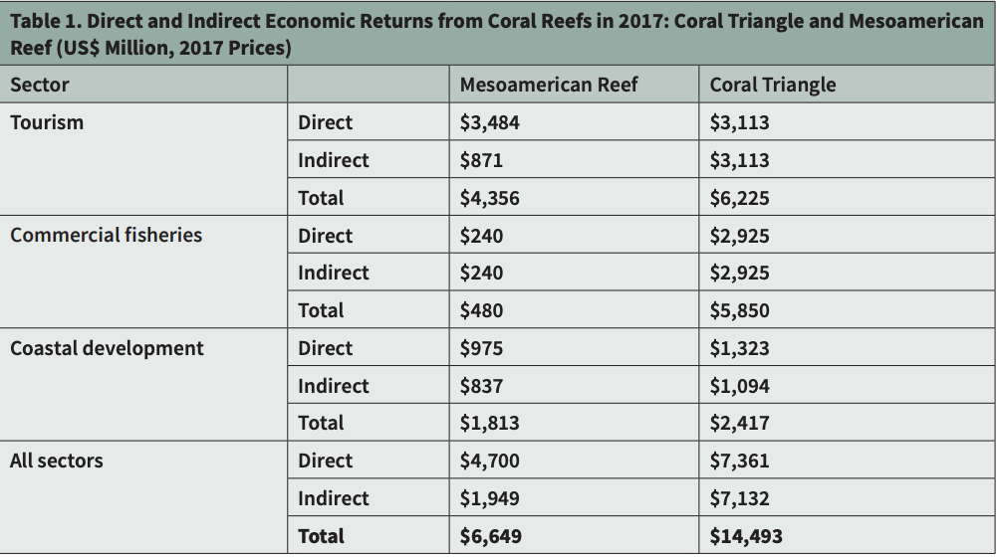 Table 1. Direct and Indirect Economic Returns from Coral Reefs in 2017: Coral Triangle and Mesoamerican
Reef (US$ Million, 2017 Prices)
Sector Mesoamerican Reef Coral Triangle
Tourism Direct $3,484 $3,113
Indirect $871 $3,113
Total $4,356 $6,225
Commercial fisheries Direct $240 $2,925
Indirect $240 $2,925
Total $480 $5,850
Coastal development Direct $975 $1,323
Indirect $837 $1,094
Total $1,813 $2,417
All sectors Direct $4,700 $7,361
Indirect $1,949 $7,132
Total $6,649 $14,493